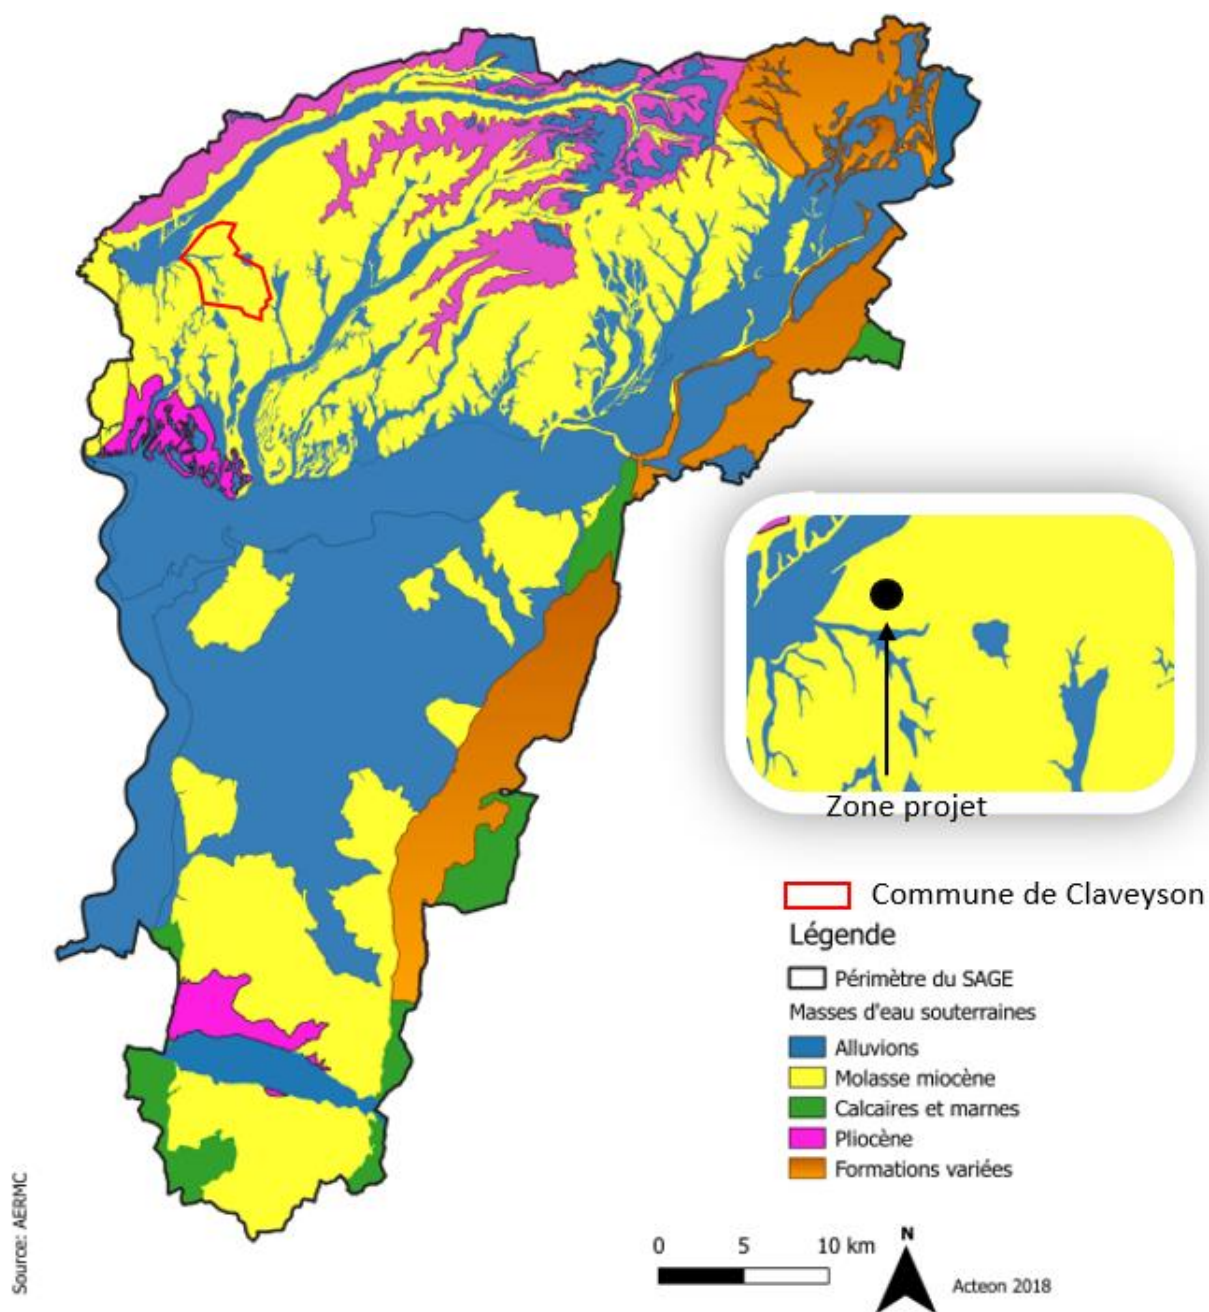 Zone projet
Commune de Claveyson
Légende
Périmètre du SAGE
Masses d'eau souterraines
Alluvions
Molasse miocène
Calcaires et marnes
Pliocène
Formations variées
Source: AERMC
0 5 10 km
N
Acteon 2018